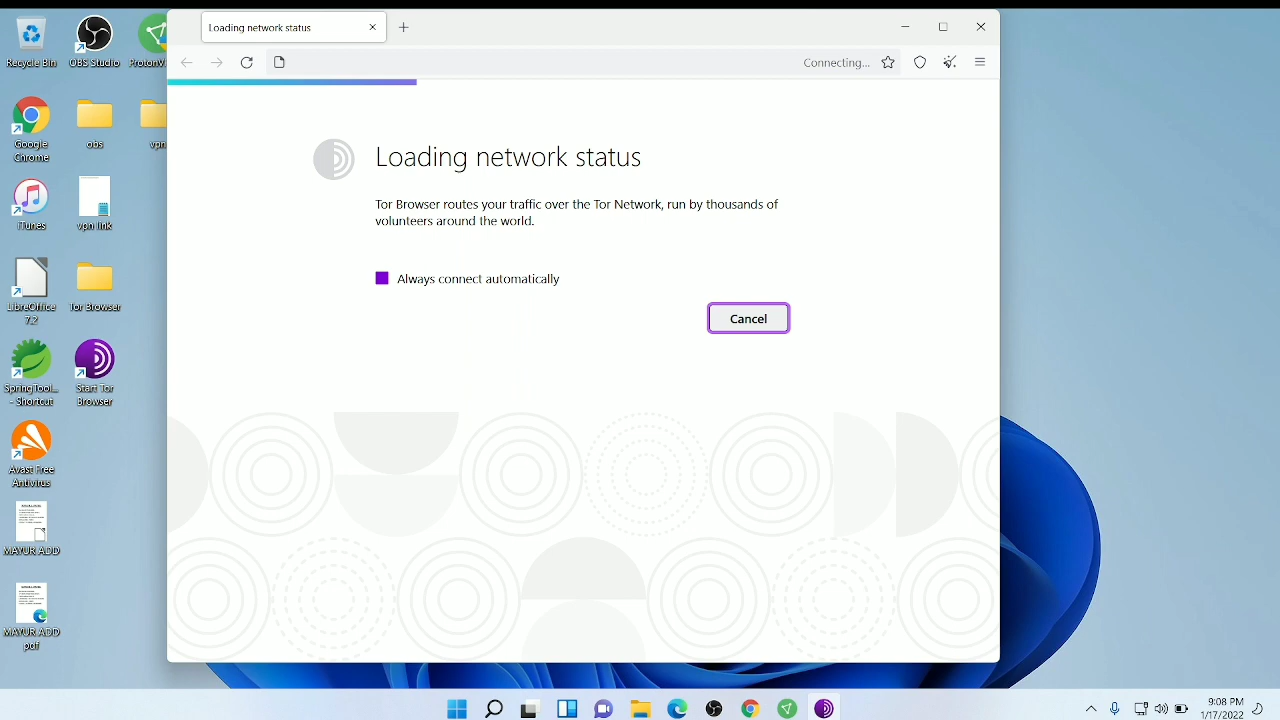 Loading network status
Connecting...
Loading network status
Tor Browser routes your traffic over the Tor Network, run by thousands of
volunteers around the world.
Always connect automatically
Cancel
Recycle Bin
OBS Studio
ProtonV
Google
Chrome
obs
vpn
iTunes
vpn link
LibreOffice
7.2
Tor Browser
SpringTool...
- Shortcut
Start Tor
Browser
Avast Free
Antivirus
MAYUR ADD
MAYUR ADD
pdf
9:08 PM
1/17/2022